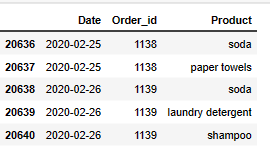 Date Order_id Product
20636 2020-02-25 1138 soda
20637 2020-02-25 1138 paper towels
20638 2020-02-26 1139 soda
20639 2020-02-26 1139 laundry detergent
20640 2020-02-26 1139 shampoo